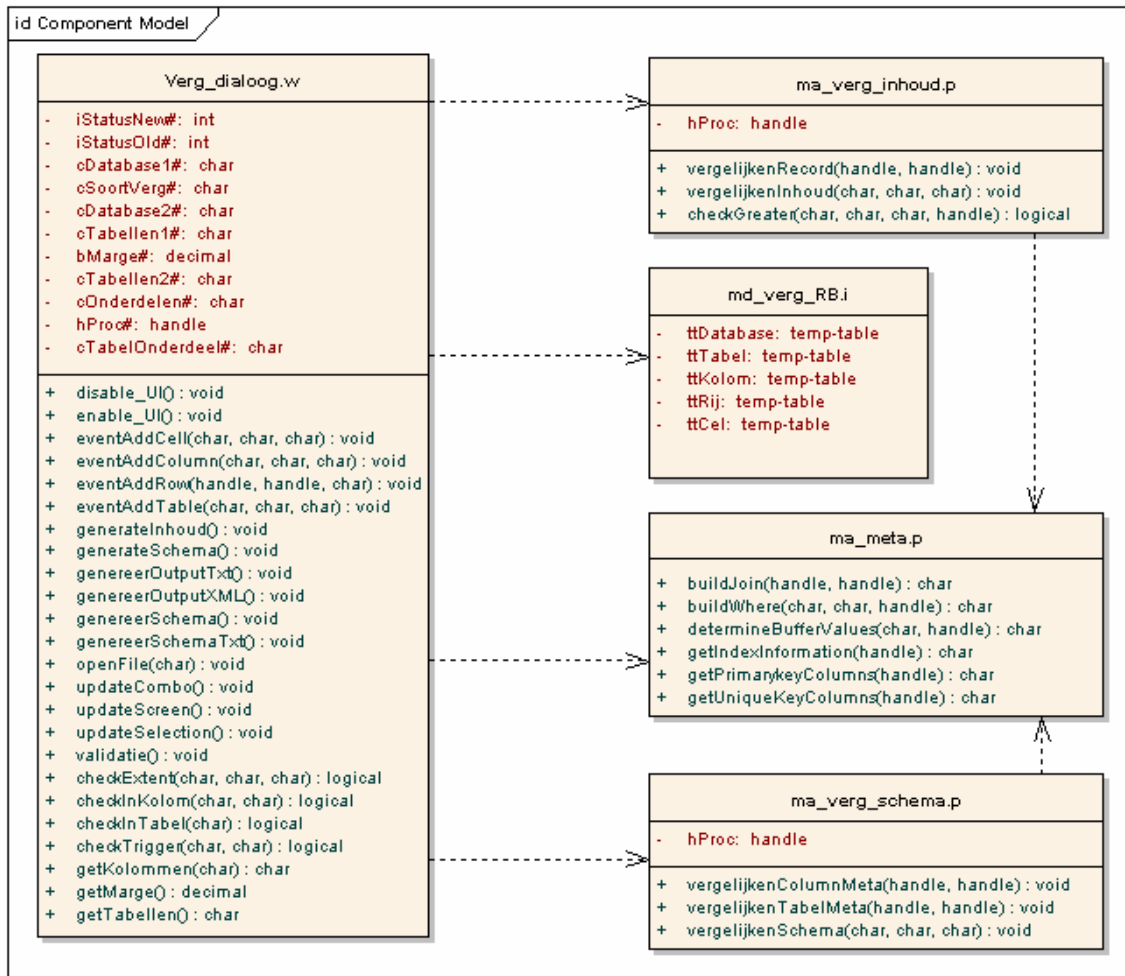 id Component Model
Verg_dialoog.w
- iStatusNew#: int
- iStatusOld#: int
- cDatabase1#: char
- cSoortVerg#: char
- cDatabase2#: char
- cTabellen1#: char
- bMarge#: decimal
- cTabellen2#: char
- cOnderdelen#: char
- hProc#: handle
- cTabelOnderdeel#: char
+ disable_UI() : void
+ enable_UI() : void
+ eventAddCell(char, char, char) : void
+ eventAddColumn(char, char, char) : void
+ eventAddRow(handle, handle, char) : void
+ eventAddTable(char, char, char) : void
+ generateInhoud() : void
+ generateSchema() : void
+ genereerOutputTxt() : void
+ genereerOutputXML() : void
+ genereerSchema() : void
+ genereerSchemaTxt() : void
+ openFile(char) : void
+ updateCombo() : void
+ updateScreen() : void
+ updateSelection() : void
+ validatie() : void
+ checkExtent(char, char, char) : logical
+ checkInKolom(char, char) : logical
+ checkInTabel(char) : logical
+ checkTrigger(char, char) : logical
+ getKolommen(char) : char
+ getMarge() : decimal
+ getTabellen() : char
ma_verg_inhoud.p
- hProc: handle
+ vergelijkenRecord(handle, handle) : void
+ vergelijkenInhoud(char, char, char) : void
+ checkGreater(char, char, char, handle) : logical
md_verg_RB.i
- ttDatabase: temp-table
- ttTabel: temp-table
- ttKolom: temp-table
- ttRij: temp-table
- ttCel: temp-table
ma_meta.p
+ buildJoin(handle, handle) : char
+ buildWhere(char, char, handle) : char
+ determineBufferValues(char, handle) : char
+ getIndexInformation(handle) : char
+ getPrimarykeyColumns(handle) : char
+ getUniqueKeyColumns(handle) : char
ma_verg_schema.p
- hProc: handle
+ vergelijkenColumnMeta(handle, handle) : void
+ vergelijkenTabelMeta(handle, handle) : void
+ vergelijkenSchema(char, char, char) : void